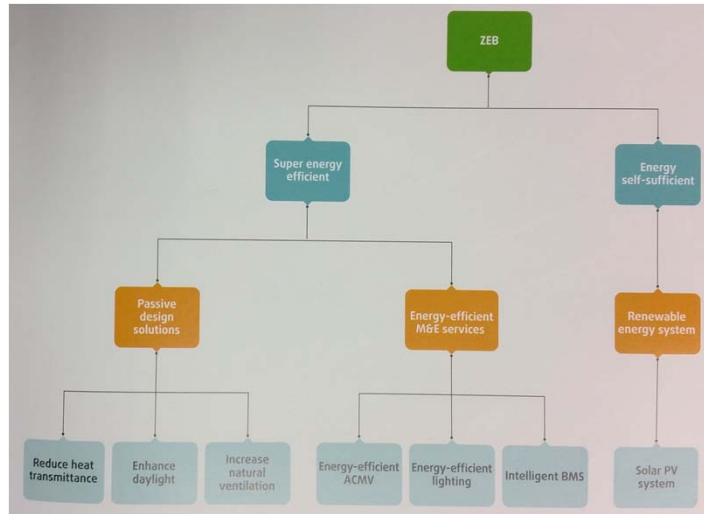 ZEB
Super energy
efficient
Energy
self-sufficient
Passive
design
solutions
Energy-efficient
M&E services
Renewable
energy system
Reduce heat
transmittance
Enhance
daylight
Increase
natural
ventilation
Energy-efficient
ACMV
Energy-efficient
lighting
Intelligent BMS
Solar PV
system